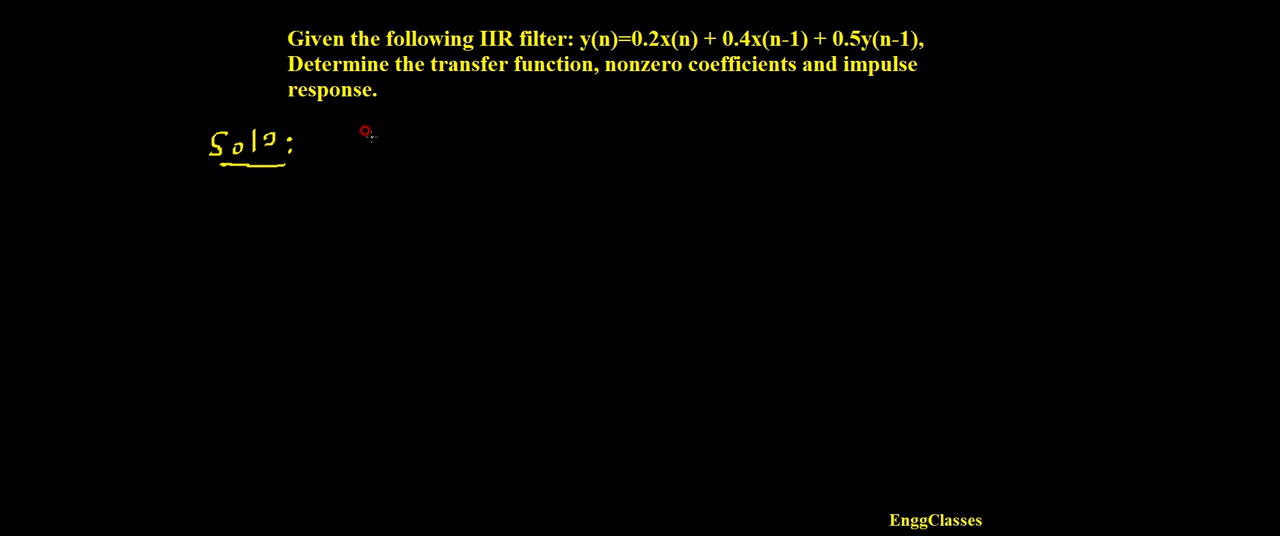 Given the following IIR filter: y(n)=0.2x(n) + 0.4x(n-1) + 0.5y(n-1),
Determine the transfer function, nonzero coefficients and impulse
response.
Soln:
EnggClasses